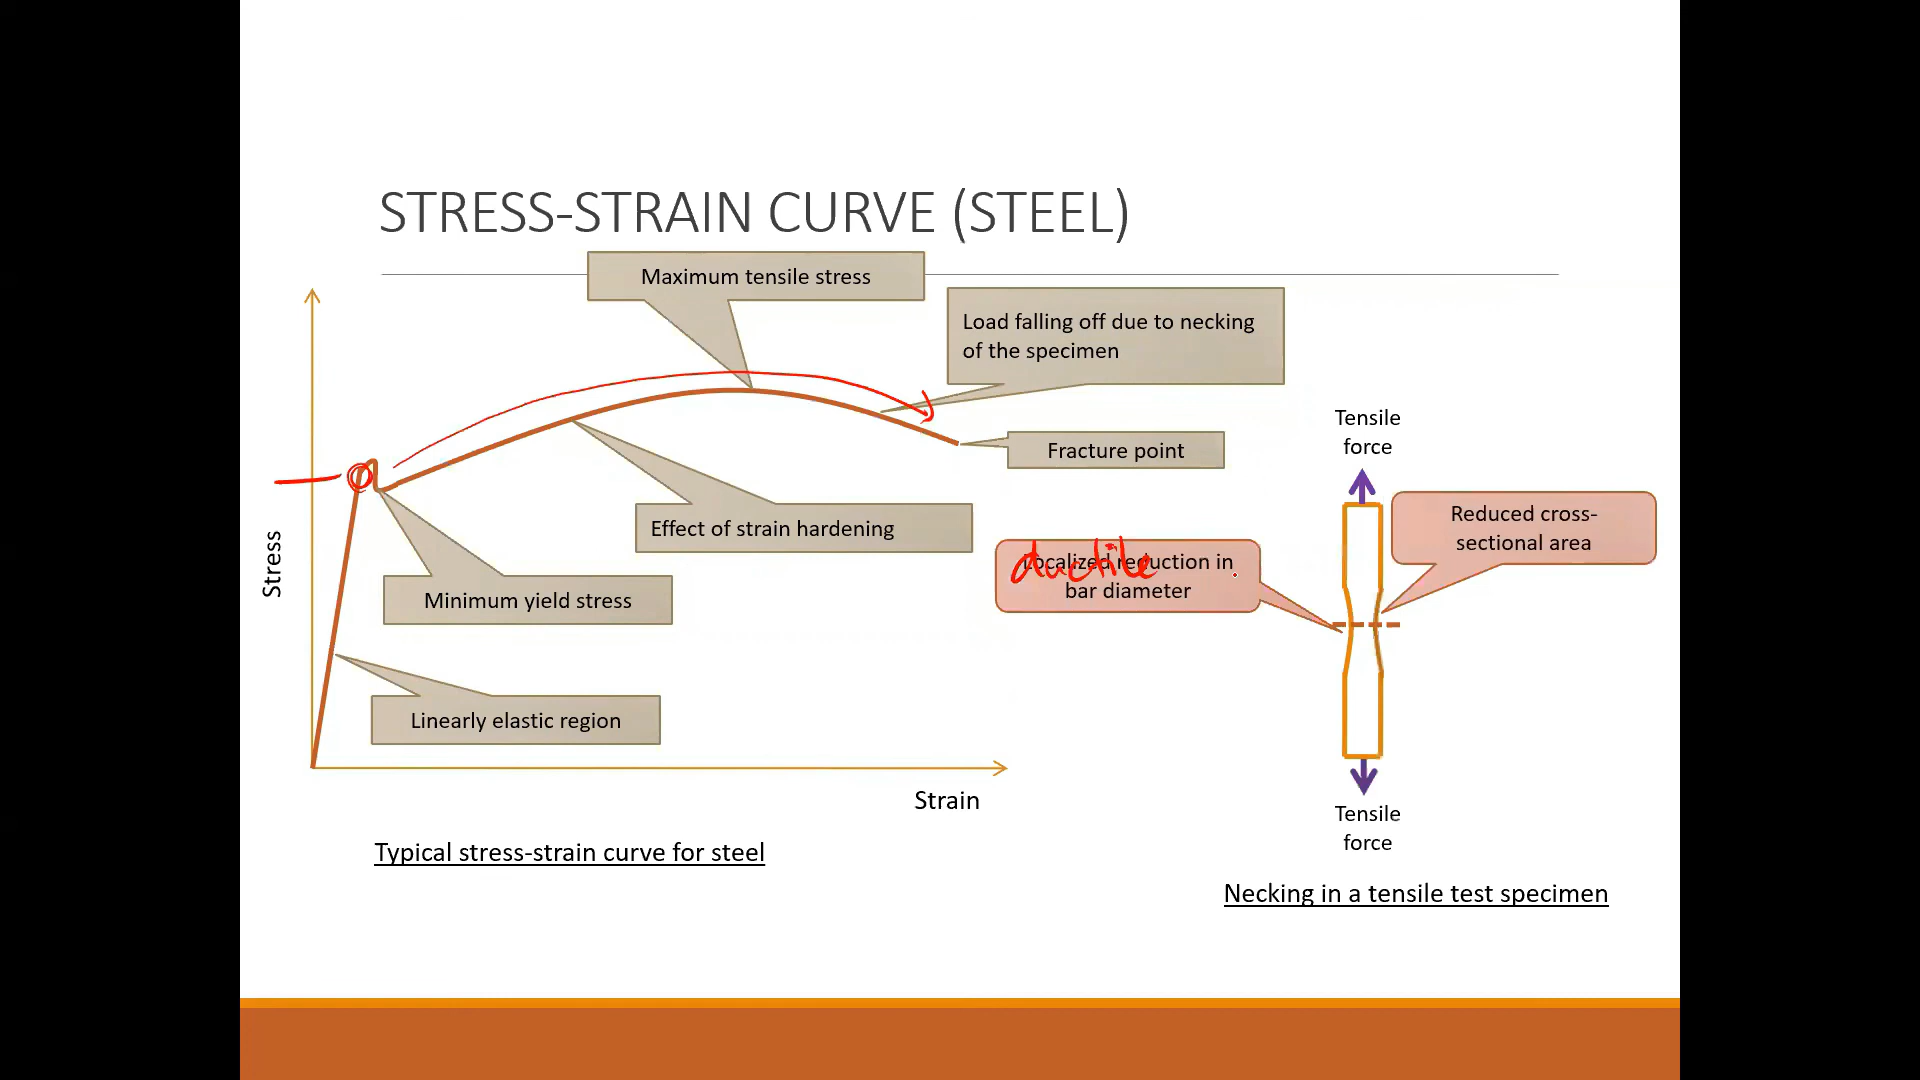 STRESS-STRAIN CURVE (STEEL)
Maximum tensile stress
Load falling off due to necking
of the specimen
Fracture point
Effect of strain hardening
Minimum yield stress
Linearly elastic region
Stress
Strain
Typical stress-strain curve for steel
Tensile
force
Reduced cross-
sectional area
ductile
Localized reduction in
bar diameter
Tensile
force
Necking in a tensile test specimen